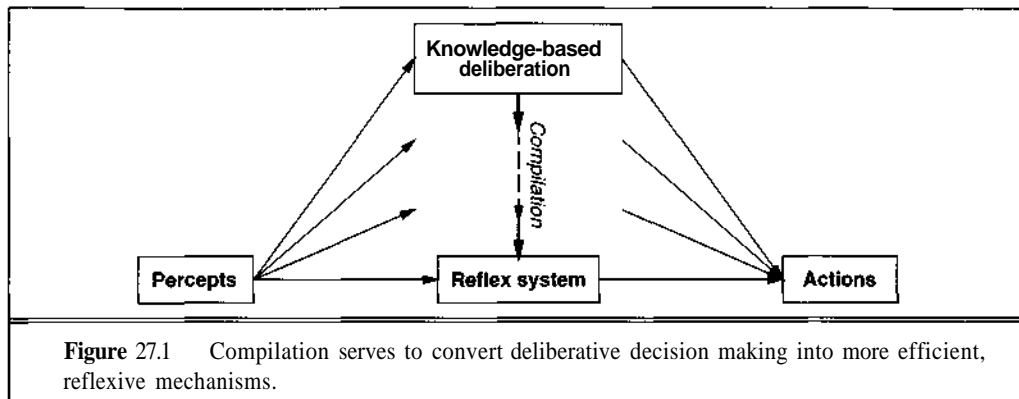 Knowledge-based
deliberation
Compilation
Percepts
Reflex system
Actions
Figure 27.1 Compilation serves to convert deliberative decision making into more efficient,
reflexive mechanisms.